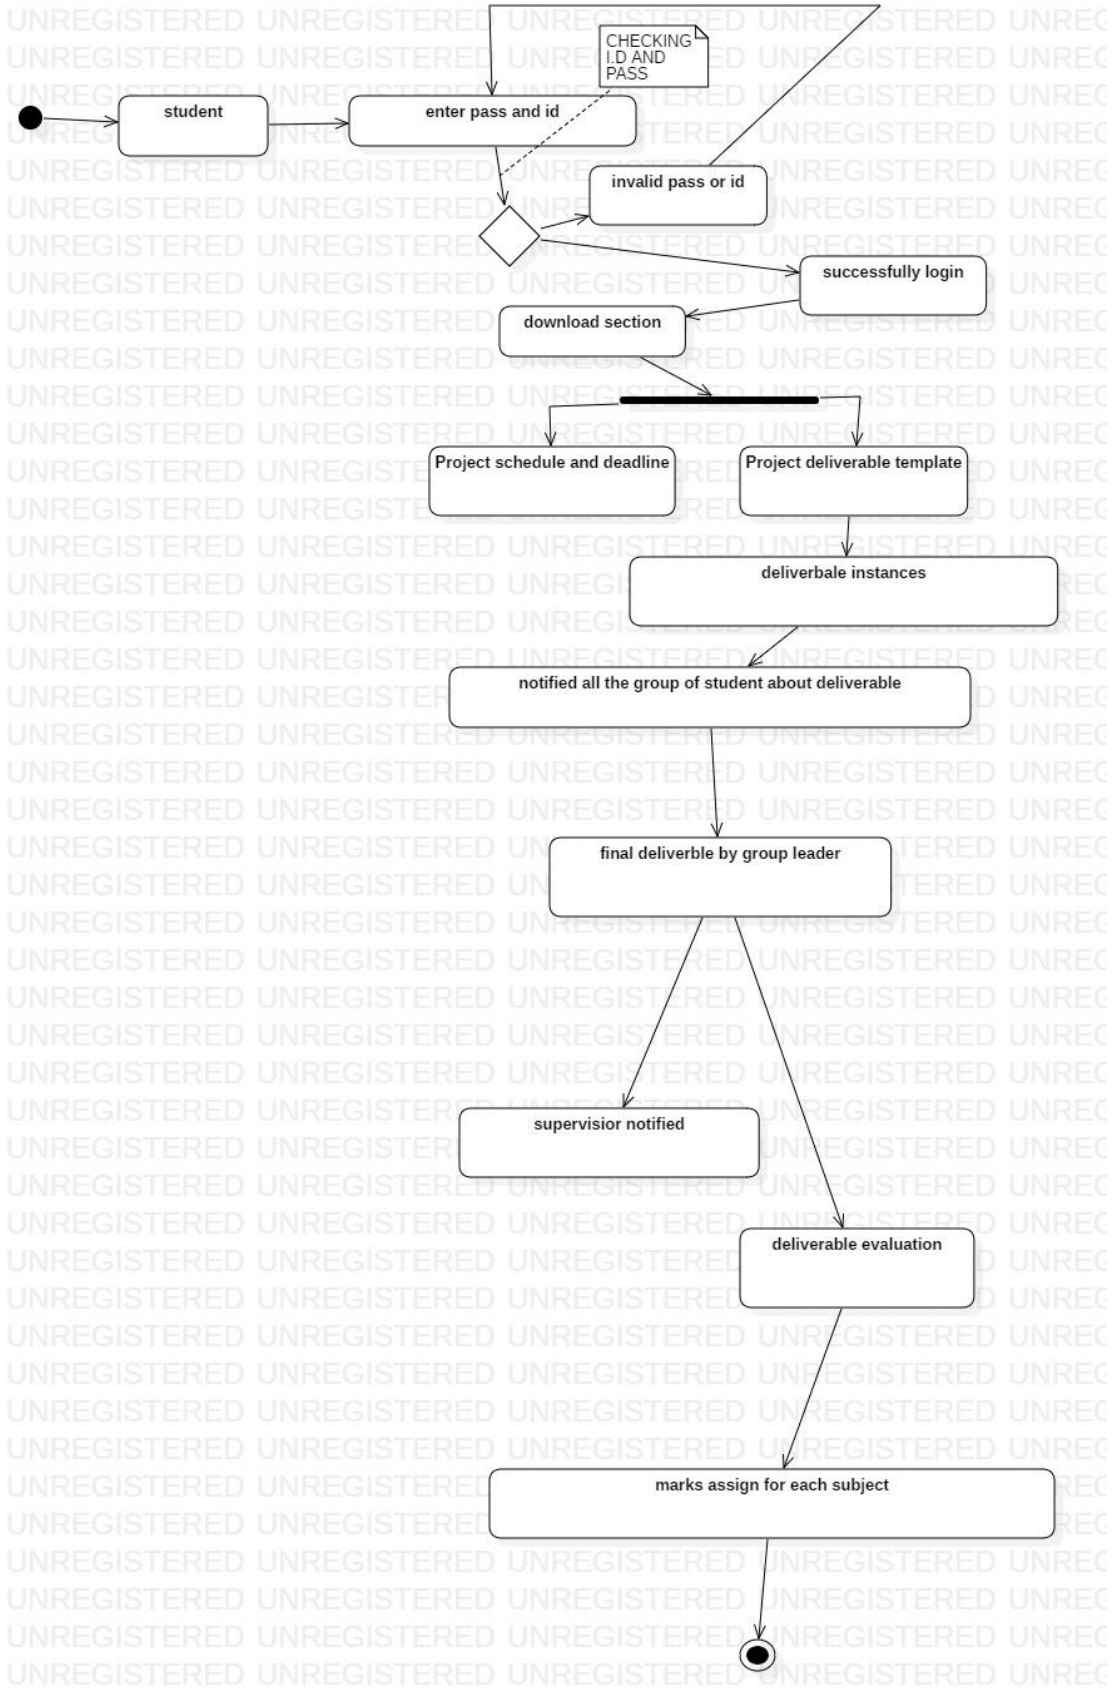 CHECKING
I.D AND
PASS
student
enter pass and id
invalid pass or id
successfully login
download section
Project schedule and deadline
Project deliverable template
deliverbale instances
notified all the group of student about deliverable
final deliverble by group leader
supervisior notified
deliverable evaluation
marks assign for each subject
UNREGISTERED